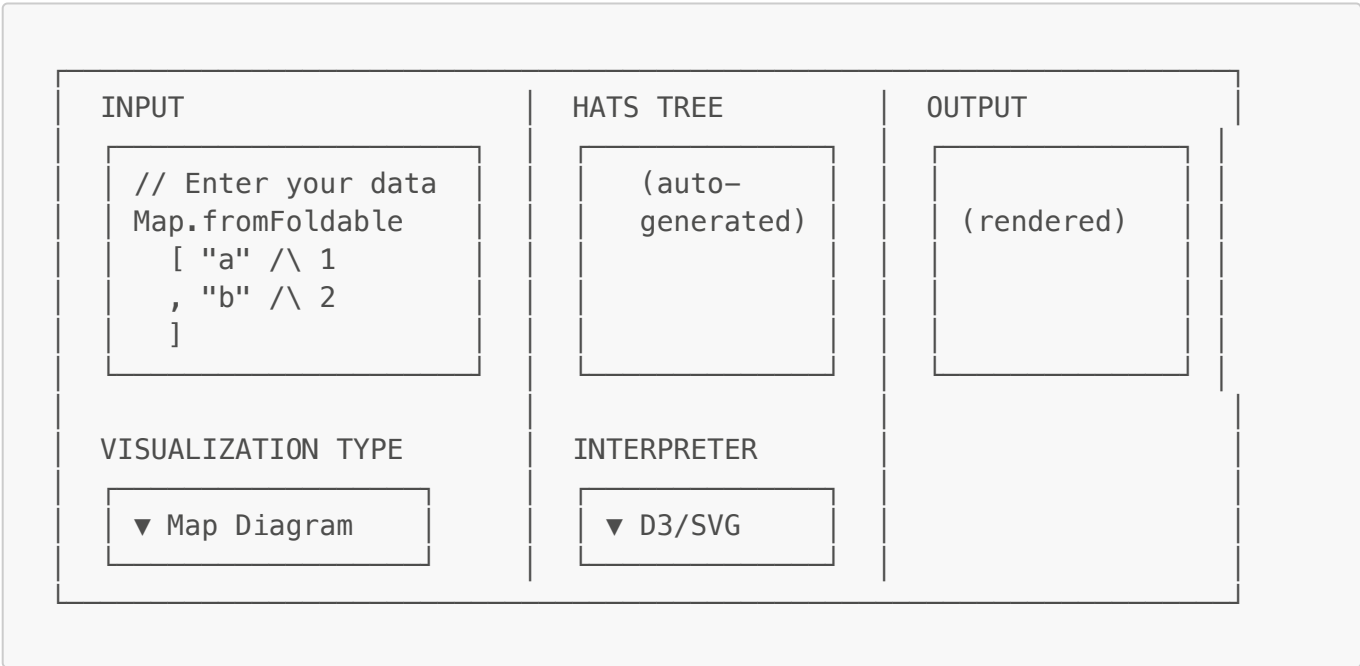 INPUT HATS TREE OUTPUT
// Enter your data (auto-
Map.fromFoldable generated) (rendered)
[ "a" /\ 1
, "b" /\ 2
]
VISUALIZATION TYPE INTERPRETER
▼ Map Diagram ▼ D3/SVG